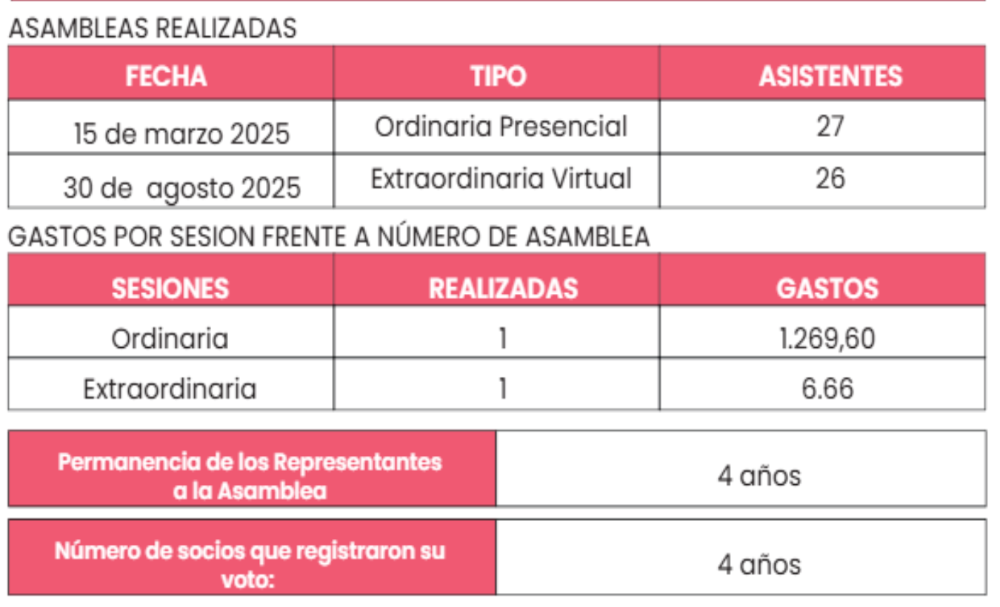 ASAMBLEAS REALIZADAS
FECHA TIPO ASISTENTES
15 de marzo 2025 Ordinaria Presencial 27
30 de agosto 2025 Extraordinaria Virtual 26
GASTOS POR SESION FRENTE A NÚMERO DE ASAMBLEA
SESIONES REALIZADAS GASTOS
Ordinaria 1 1.269,60
Extraordinaria 1 6.66
Permanencia de los Representantes
a la Asamblea
4 años
Número de socios que registraron su
voto:
4 años